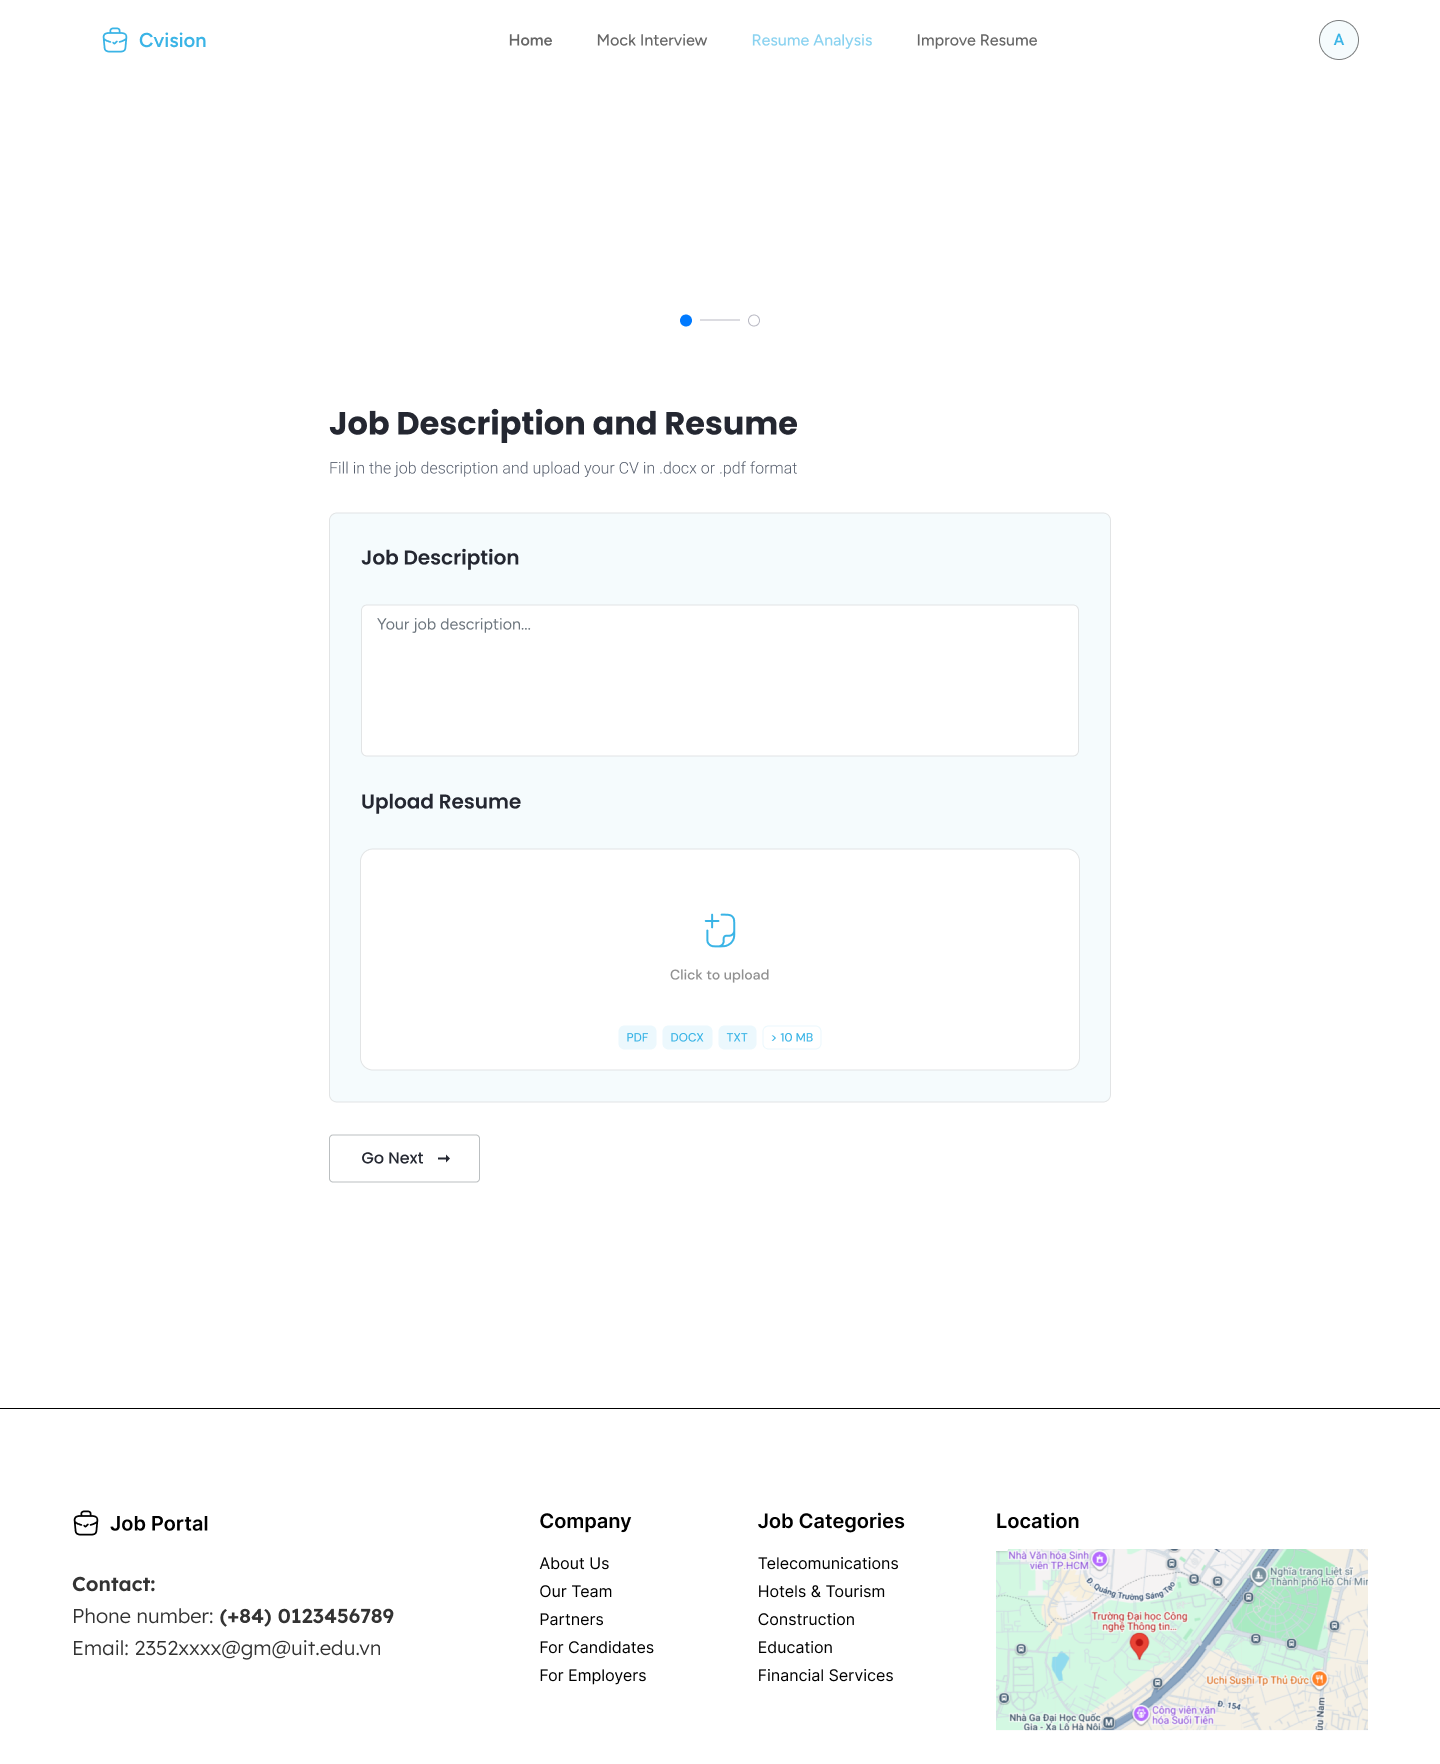 Cvision
Home
Mock Interview
Resume Analysis
Improve Resume
A
Job Description and Resume
Fill in the job description and upload your CV in .docx or .pdf format
Job Description
Your job description...
Upload Resume
Click to upload
PDF
DOCX
TXT
> 10 MB
Go Next →
Job Portal
Contact:
Phone number: (+84) 0123456789
Email: 2352xxxx@gm@uit.edu.vn
Company
About Us
Our Team
Partners
For Candidates
For Employers
Job Categories
Telecomunications
Hotels & Tourism
Construction
Education
Financial Services
Location
Nhà Văn hóa Sinh
viên TP.HCM
Đ. Quảng Trường Sáng Tạo
Nghĩa trang Liệt sĩ
Thành phố Hồ Chí Mi
Trường Đại học Công
nghệ Thông tin...
Uchi Sushi Tp Thủ Đức
Đ. 154
Công viên văn
hóa Suối Tiên
Nhà Ga Đại Học Quốc
Gia - Xa Lộ Hà Nội